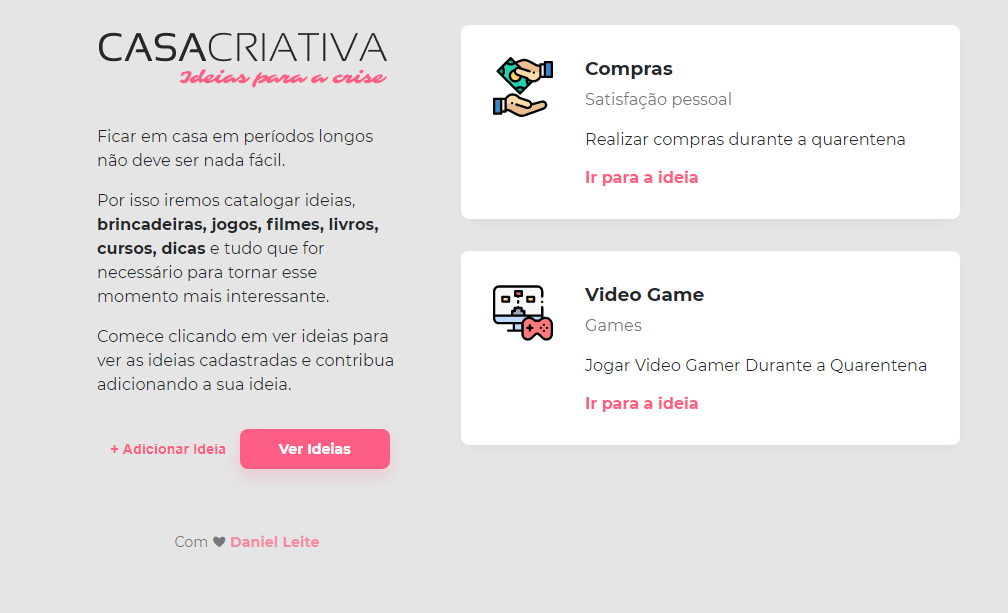 CASACRIATIVA
Ideias para a crise
Ficar em casa em períodos longos
não deve ser nada fácil.
Por isso iremos catalogar ideias,
brincadeiras, jogos, filmes, livros,
cursos, dicas e tudo que for
necessário para tornar esse
momento mais interessante.
Comece clicando em ver ideias para
ver as ideias cadastradas e contribua
adicionando a sua ideia.
+ Adicionar Ideia
Ver Ideias
Com ♥ Daniel Leite
Compras
Satisfação pessoal
Realizar compras durante a quarentena
Ir para a ideia
Video Game
Games
Jogar Video Gamer Durante a Quarentena
Ir para a ideia